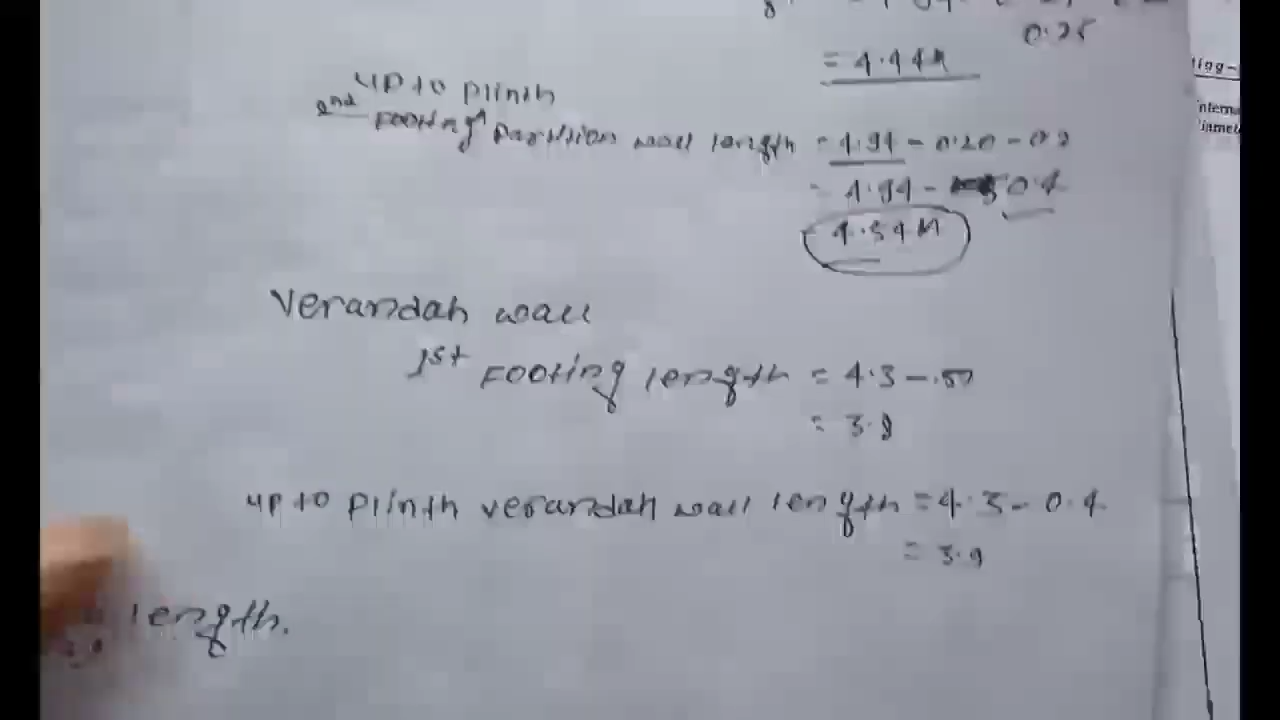 0.25
= 4.44M
up to plinth
2nd Footing^ Partition wall length = 4.94 - 0.20 - 0.2
= 4.94 - 0.4
4.54M
Verandah wall
1st Footing length = 4.3 - .50
= 3.8
up to plinth verandah wall length = 4.3 - 0.4
= 3.9
length.